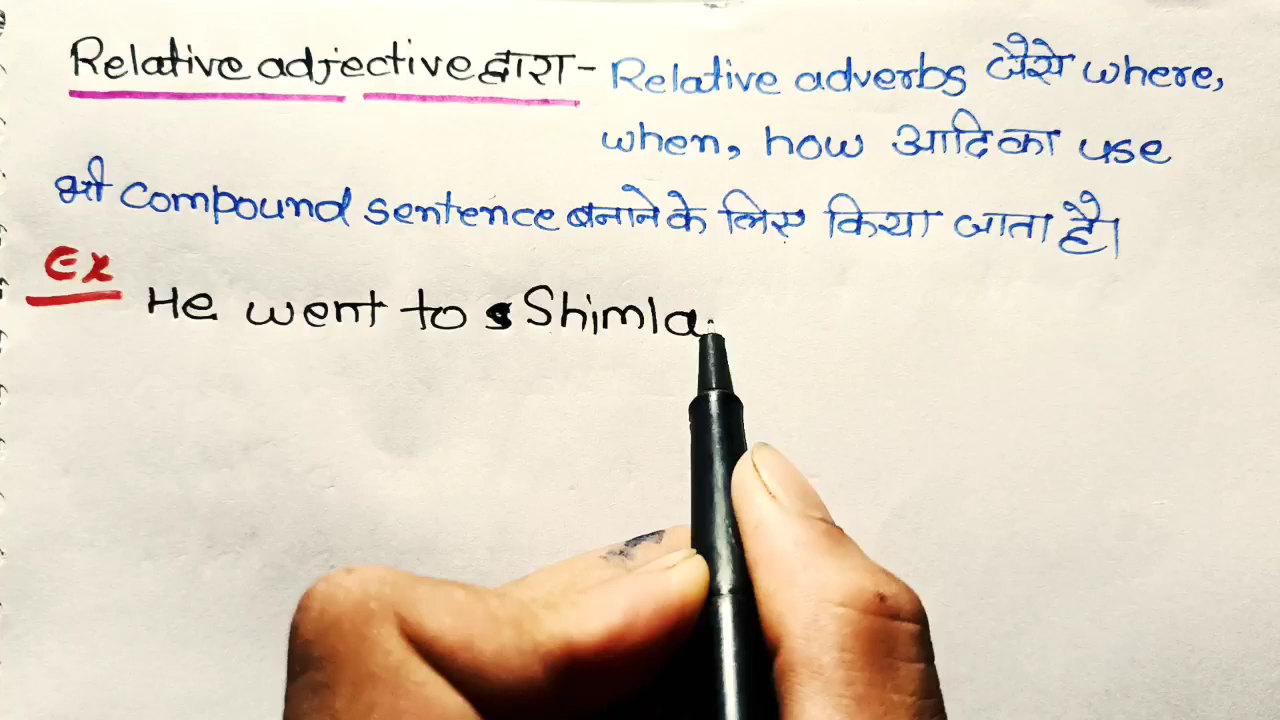 Relative adjective द्वारा - Relative adverbs जैसे where,
when, how आदि का use
भी compound sentence बनाने के लिए किया जाता है।
Ex He went to Shimla